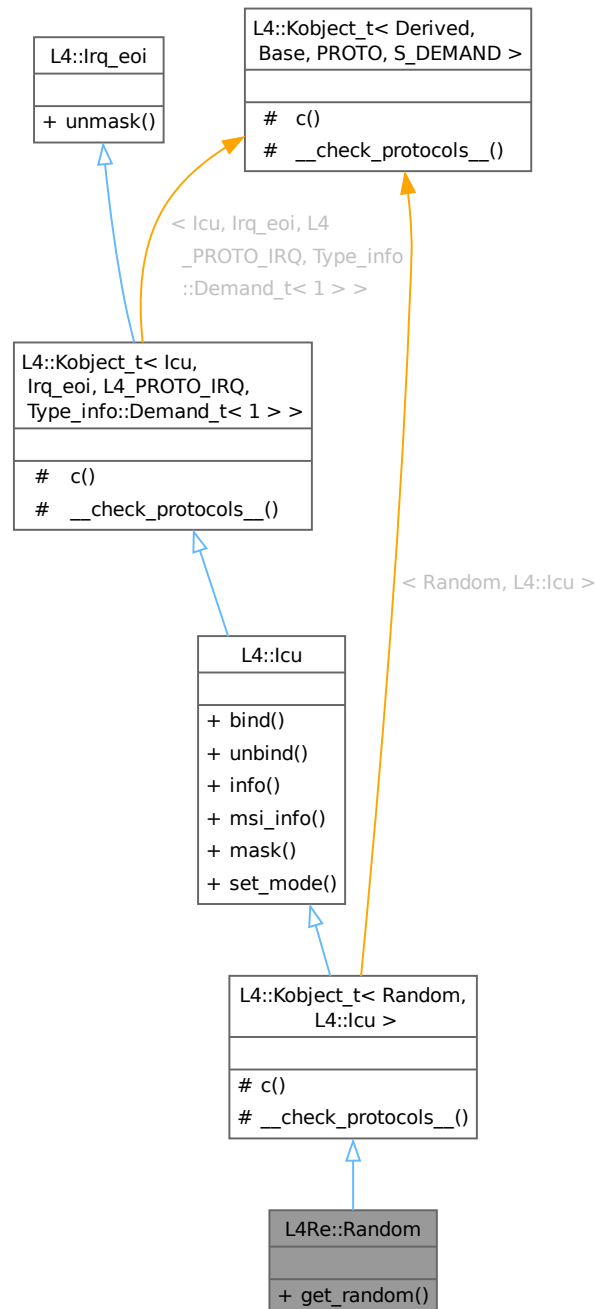 L4::Irq_eoi
+ unmask()
L4::Kobject_t< Derived,
Base, PROTO, S_DEMAND >
# c()
# __check_protocols__()
< Icu, Irq_eoi, L4
_PROTO_IRQ, Type_info
::Demand_t< 1 > >
L4::Kobject_t< Icu,
Irq_eoi, L4_PROTO_IRQ,
Type_info::Demand_t< 1 > >
# c()
# __check_protocols__()
< Random, L4::Icu >
L4::Icu
+ bind()
+ unbind()
+ info()
+ msi_info()
+ mask()
+ set_mode()
L4::Kobject_t< Random,
L4::Icu >
# c()
# __check_protocols__()
L4Re::Random
+ get_random()